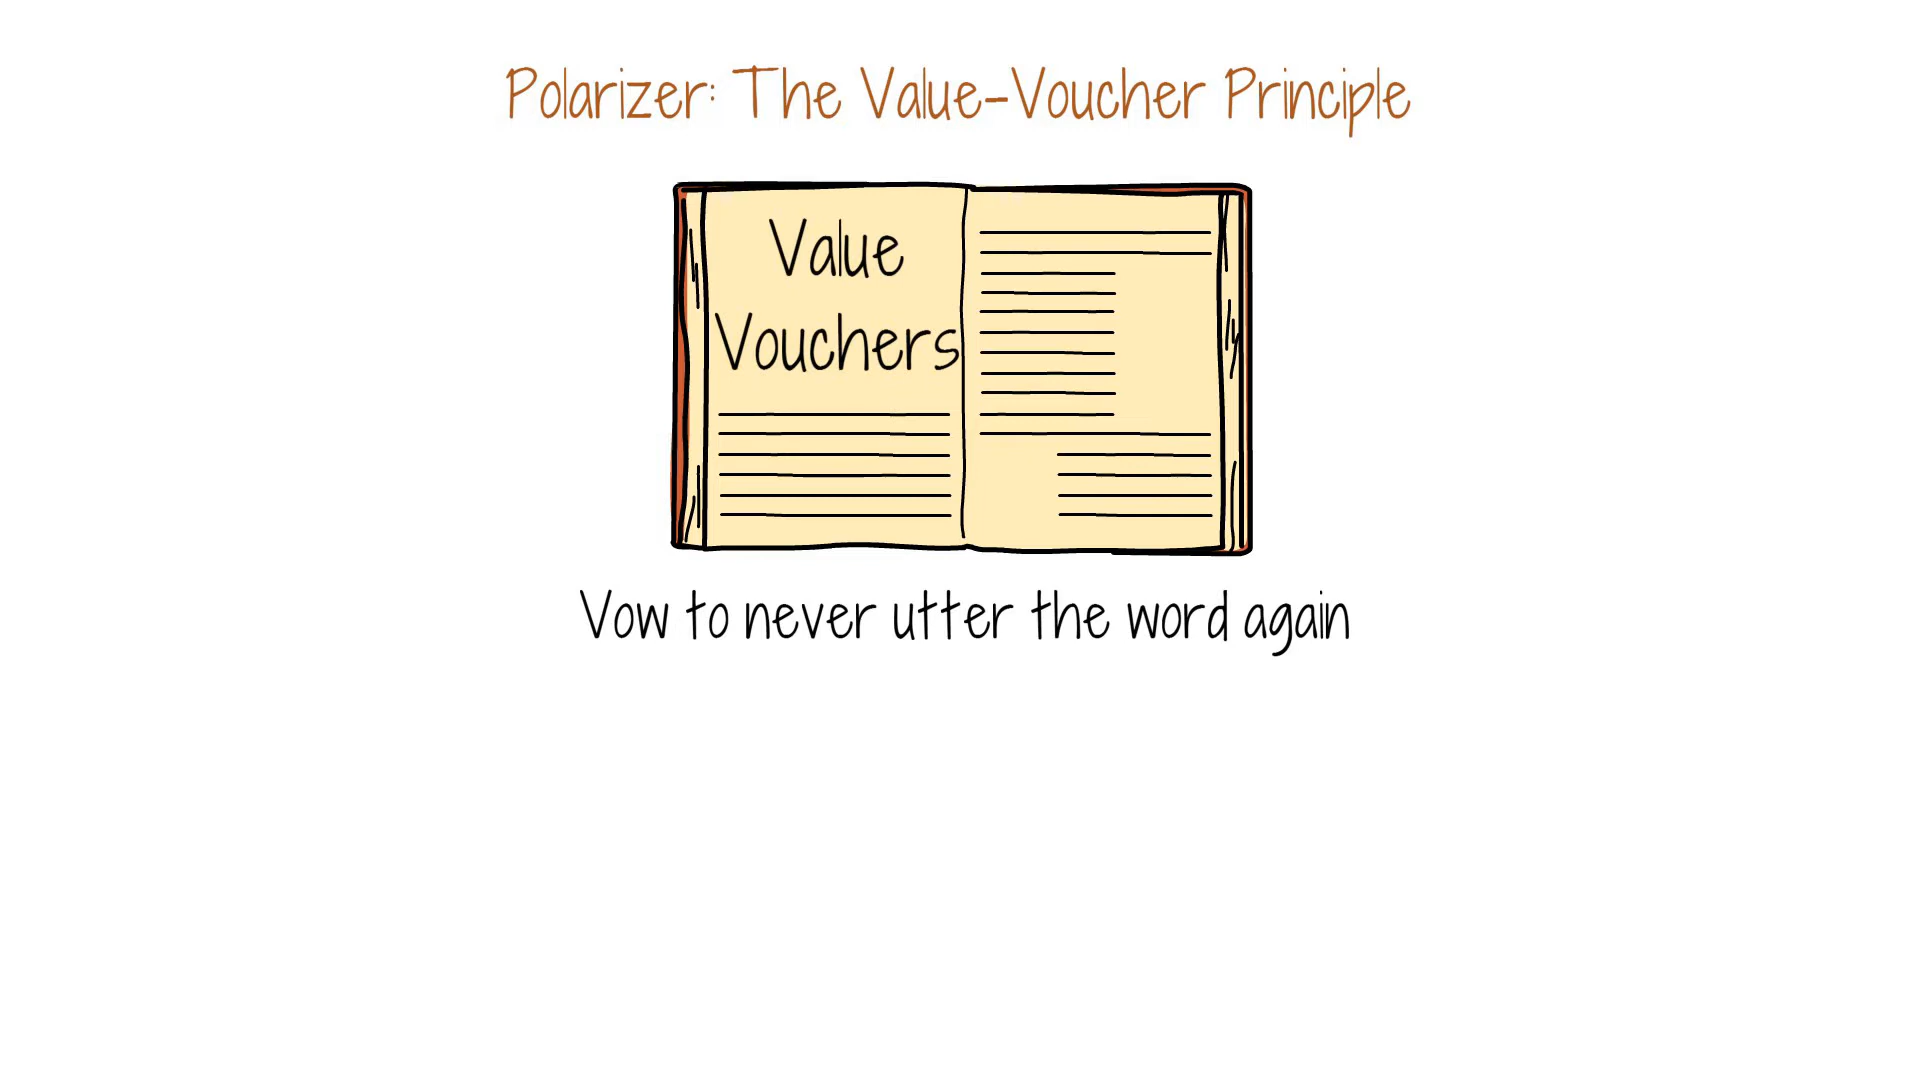 Polarizer: The Value-Voucher Principle
Value
Vouchers
Vow to never utter the word again